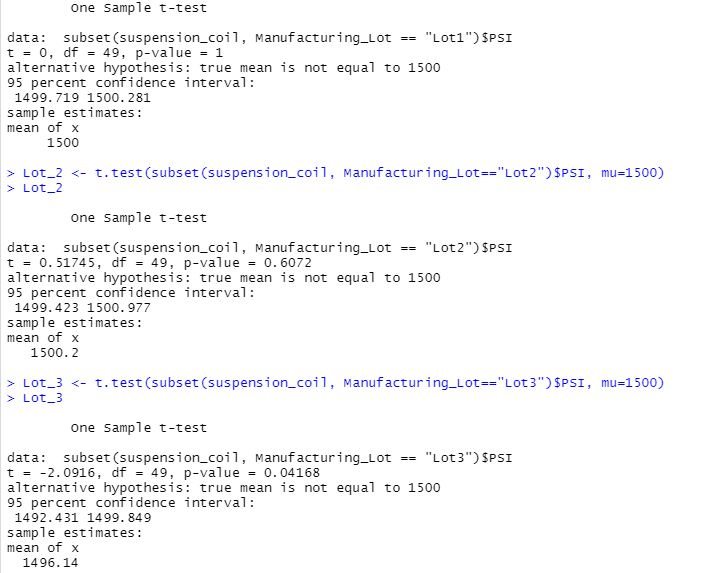 One Sample t-test
data:  subset(suspension_coil, Manufacturing_Lot == "Lot1")$PSI
t = 0, df = 49, p-value = 1
alternative hypothesis: true mean is not equal to 1500
95 percent confidence interval:
1499.719 1500.281
sample estimates:
mean of x
1500
> Lot_2 <- t.test(subset(suspension_coil, Manufacturing_Lot=="Lot2")$PSI, mu=1500)
> Lot_2
One Sample t-test
data:  subset(suspension_coil, Manufacturing_Lot == "Lot2")$PSI
t = 0.51745, df = 49, p-value = 0.6072
alternative hypothesis: true mean is not equal to 1500
95 percent confidence interval:
1499.423 1500.977
sample estimates:
mean of x
1500.2
> Lot_3 <- t.test(subset(suspension_coil, Manufacturing_Lot=="Lot3")$PSI, mu=1500)
> Lot_3
One Sample t-test
data:  subset(suspension_coil, Manufacturing_Lot == "Lot3")$PSI
t = -2.0916, df = 49, p-value = 0.04168
alternative hypothesis: true mean is not equal to 1500
95 percent confidence interval:
1492.431 1499.849
sample estimates:
mean of x
1496.14